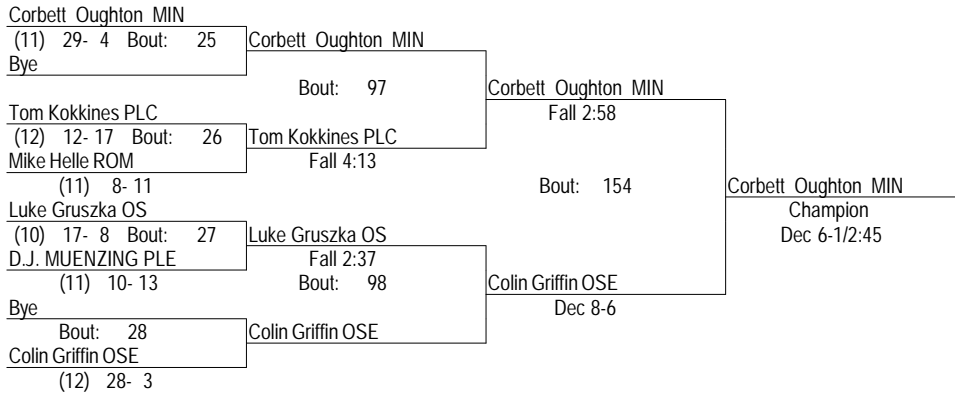 Corbett Oughton MIN
(11) 29- 4 Bout: 25 Corbett Oughton MIN
Bye
Bout: 97 Corbett Oughton MIN
Tom Kokkines PLC Fall 2:58
(12) 12- 17 Bout: 26 Tom Kokkines PLC
Mike Helle ROM Fall 4:13
(11) 8- 11 Bout: 154 Corbett Oughton MIN
Luke Gruszka OS Champion
(10) 17- 8 Bout: 27 Luke Gruszka OS Dec 6-1/2:45
D.J. MUENZING PLE Fall 2:37
(11) 10- 13 Bout: 98 Colin Griffin OSE
Bye Dec 8-6
Bout: 28 Colin Griffin OSE
Colin Griffin OSE
(12) 28- 3